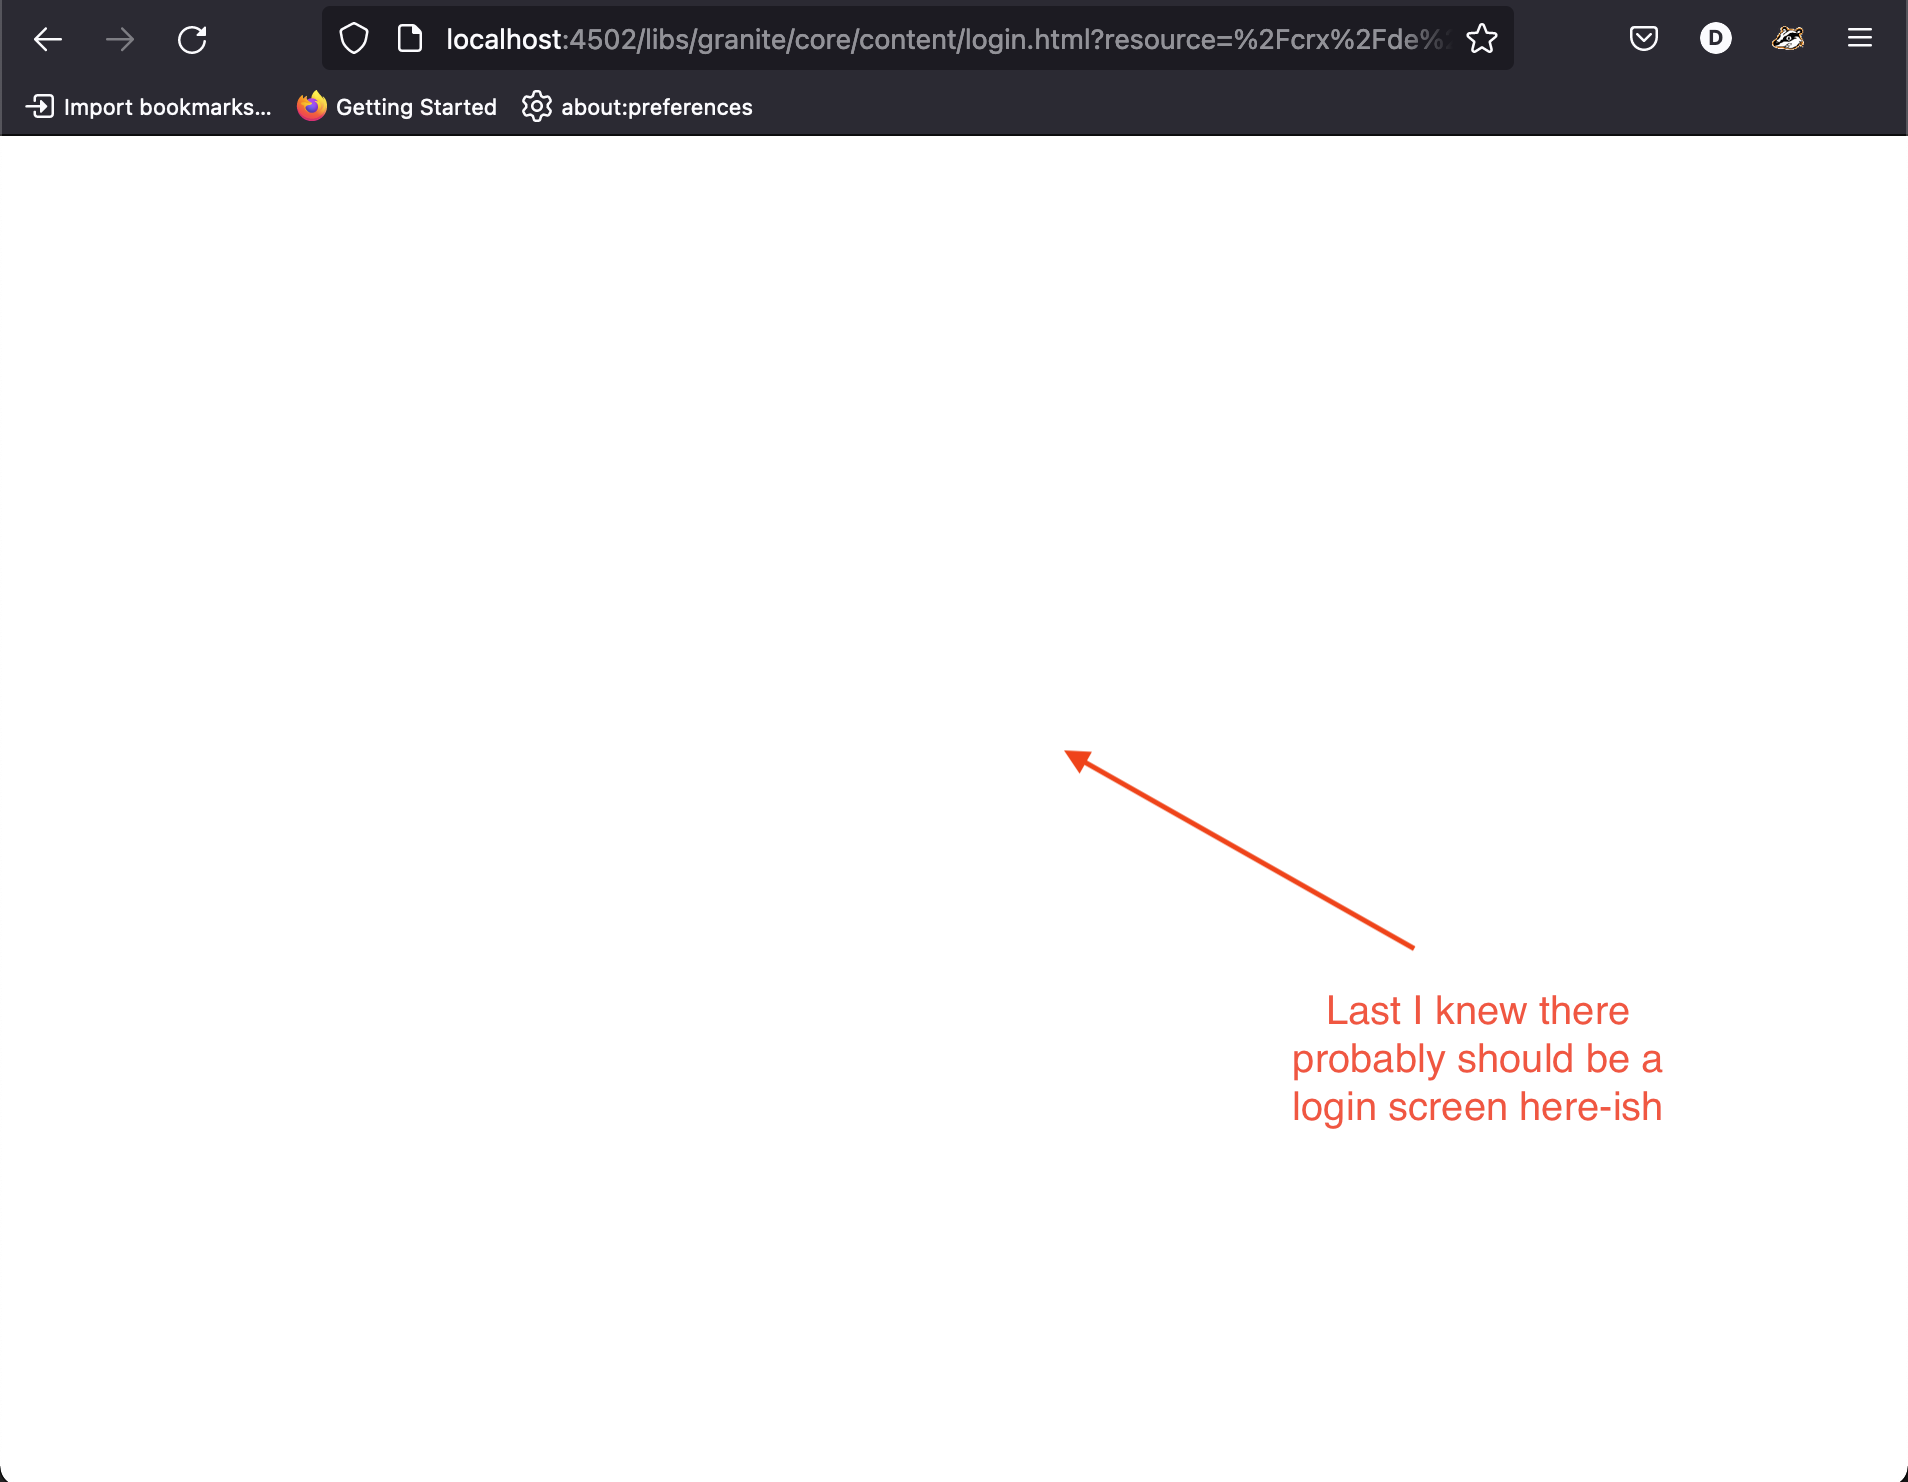 localhost:4502/libs/granite/core/content/login.html?resource=%2Fcrx%2Fde%2
D
Import bookmarks... Getting Started about:preferences
Last I knew there
probably should be a
login screen here-ish